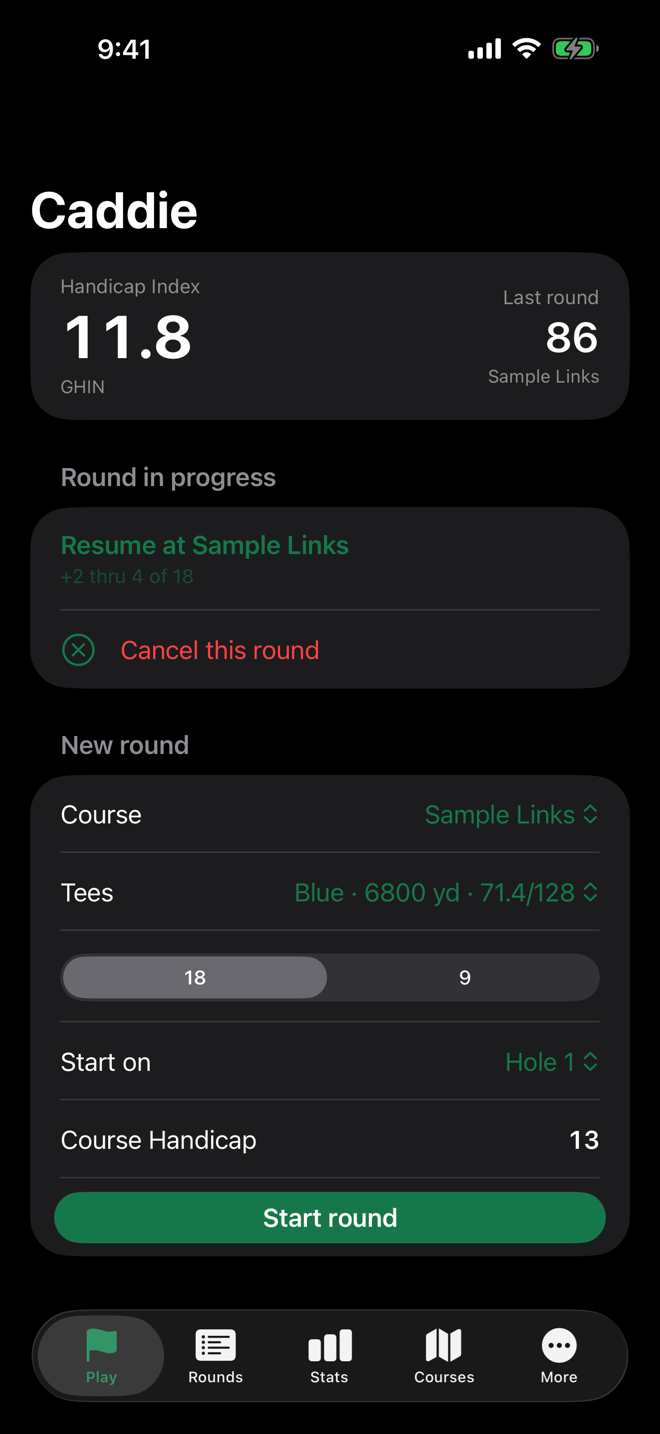 9:41
Caddie
Handicap Index
11.8
GHIN
Last round
86
Sample Links
Round in progress
Resume at Sample Links
+2 thru 4 of 18
Cancel this round
New round
Course Sample Links
Tees Blue · 6800 yd · 71.4/128
18 9
Start on Hole 1
Course Handicap 13
Start round
Play Rounds Stats Courses More